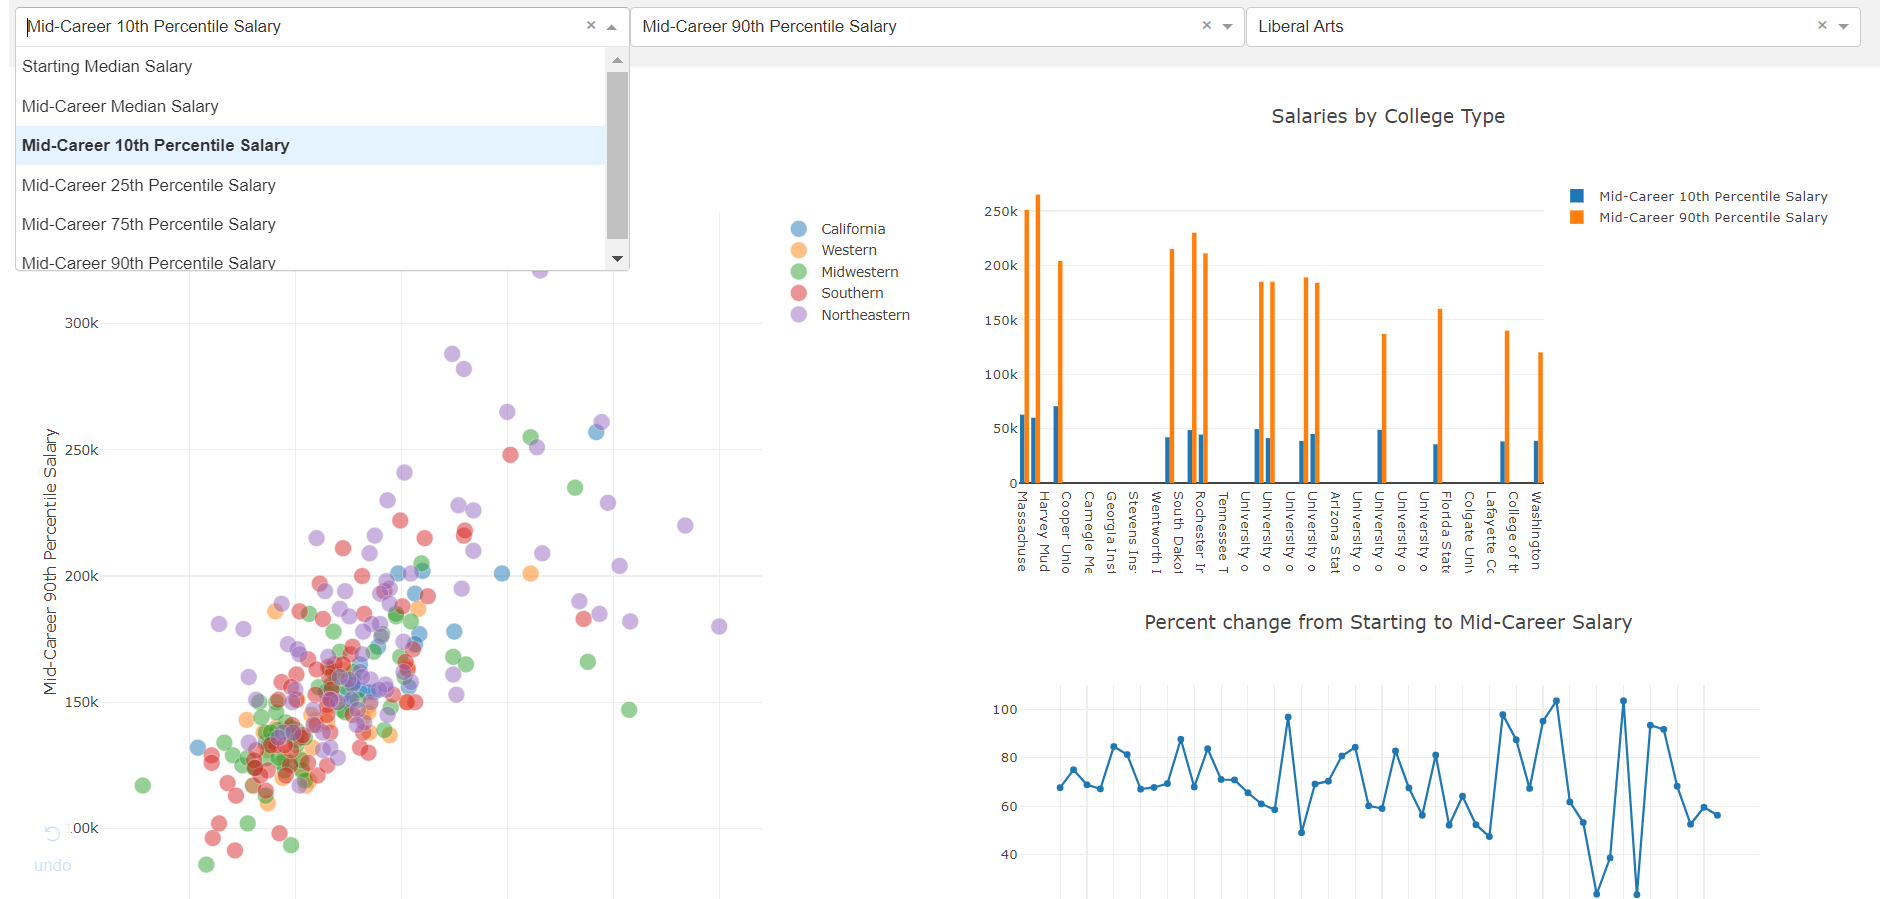 Mid-Career 10th Percentile Salary ×
Mid-Career 90th Percentile Salary ×
Liberal Arts ×
Starting Median Salary
Mid-Career Median Salary
Mid-Career 10th Percentile Salary
Mid-Career 25th Percentile Salary
Mid-Career 75th Percentile Salary
Mid-Career 90th Percentile Salary
California
Western
Midwestern
Southern
Northeastern
300k
250k
200k
150k
00k
Mid-Career 90th Percentile Salary
undo
Salaries by College Type
Mid-Career 10th Percentile Salary
Mid-Career 90th Percentile Salary
250k
200k
150k
100k
50k
0
Massachuse
Harvey Mud
Cooper Unio
Carnegie Me
Georgia Inst
Stevens Inst
Wentworth I
South Dakot
Rochester In
Tennessee T
University o
University o
University o
University o
Arizona Stat
University o
University o
University o
University o
Florida State
Colgate Univ
Lafayette Co
College of th
Washington
Percent change from Starting to Mid-Career Salary
100
80
60
40